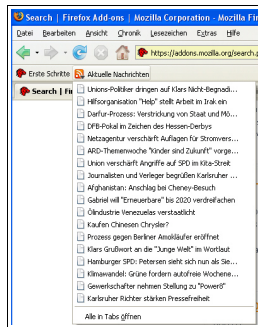 Search | Firefox Add-ons | Mozilla Corporation - Mozilla Fi
Datei Bearbeiten Ansicht Chronik Lesezeichen Extras Hilfe
https://addons.mozilla.org/search.p
Erste Schritte Aktuelle Nachrichten
Search | Fi
Unions-Politiker dringen auf Klars Nicht-Begnadi...
Hilfsorganisation "Help" stellt Arbeit im Irak ein
Darfur-Prozess: Verstrickung von Staat und Mö...
DFB-Pokal im Zeichen des Hessen-Derbys
Netzagentur verschärft Auflagen für Stromvers...
ARD-Themenwoche "Kinder sind Zukunft" vorge...
Union verschärft Angriffe auf SPD im Kita-Streit
Journalisten und Verleger begrüßen Karlsruher ...
Afghanistan: Anschlag bei Cheney-Besuch
Gabriel will "Erneuerbare" bis 2020 verdreifachen
Ölindustrie Venezuelas verstaatlicht
Kaufen Chinesen Chrysler?
Prozess gegen Berliner Amokläufer eröffnet
Klars Grußwort an die "Junge Welt" im Wortlaut
Hamburger SPD: Petersen sieht sich nun als Sie...
Klimawandel: Grüne fordern autofreie Wochene...
Gewerkschafter nehmen Stellung zu "Power8"
Karlsruher Richter stärken Pressefreiheit
Alle in Tabs öffnen